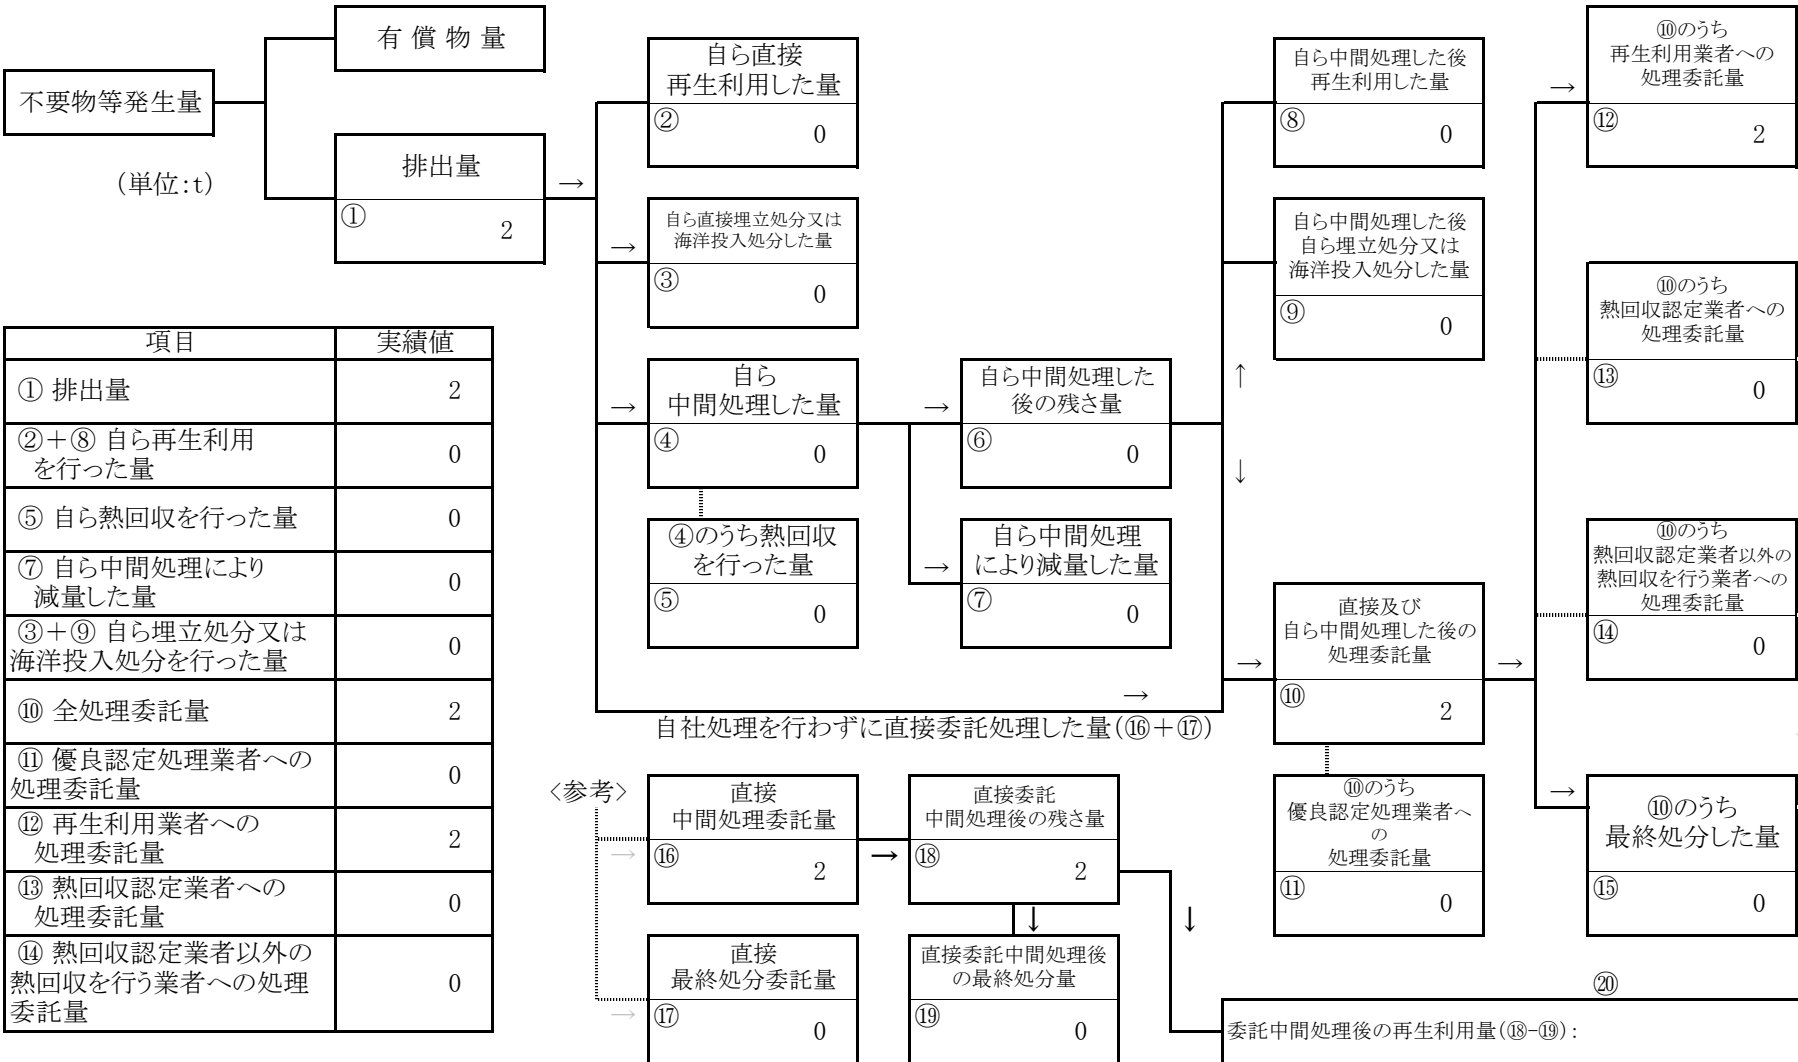 不要物等発生量
(単位:t)
有 償 物 量
排出量
①
2
→
自ら直接
再生利用した量
②
0
→
自ら直接埋立処分又は
海洋投入処分した量
③
0
→
自ら
中間処理した量
④
0
④のうち熱回収
を行った量
⑤
0
→
自ら中間処理した
後の残さ量
⑥
0
→
自ら中間処理
により減量した量
⑦
0
↑
↓
自ら中間処理した後
再生利用した量
⑧
0
自ら中間処理した後
自ら埋立処分又は
海洋投入処分した量
⑨
0
→
自社処理を行わずに直接委託処理した量(⑯+⑰)
→
直接及び
自ら中間処理した後の
処理委託量
⑩
2
⑩のうち
優良認定処理業者へ
の
処理委託量
⑪
0
→
→
⑩のうち
再生利用業者への
処理委託量
⑫
2
⑩のうち
熱回収認定業者への
処理委託量
⑬
0
⑩のうち
熱回収認定業者以外の
熱回収を行う業者への
処理委託量
⑭
0
→
⑩のうち
最終処分した量
⑮
0
項目 実績値
① 排出量 2
②+⑧ 自ら再生利用
を行った量 0
⑤ 自ら熱回収を行った量 0
⑦ 自ら中間処理により
減量した量 0
③+⑨ 自ら埋立処分又は
海洋投入処分を行った量 0
⑩ 全処理委託量 2
⑪ 優良認定処理業者への
処理委託量 0
⑫ 再生利用業者への
処理委託量 2
⑬ 熱回収認定業者への
処理委託量 0
⑭ 熱回収認定業者以外の
熱回収を行う業者への処理
委託量 0
<参考>
→
直接
中間処理委託量
⑯
2
→
直接委託
中間処理後の残さ量
⑱
2
↓
↓
→
直接
最終処分委託量
⑰
0
直接委託中間処理後
の最終処分量
⑲
0
⑳
委託中間処理後の再生利用量(⑱-⑲):